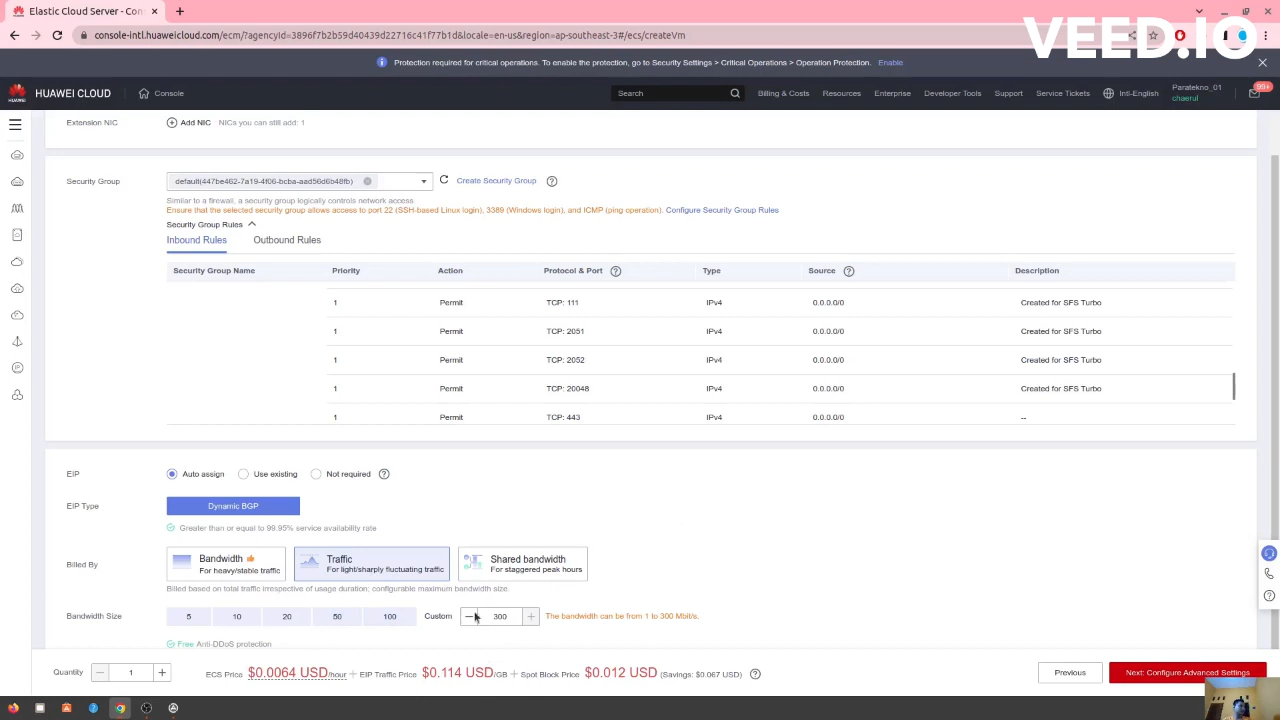 Elastic Cloud Server - Con
VEED.IO
console-intl.huaweicloud.com/ecm/?agencyId=3896f7b2b59d40439d22711d1f77b10b&locale=en-us&region=ap-southeast-3#/ecs/createVm
Protection required for critical operations. To enable the protection, go to Security Settings > Critical Operations > Operation Protection. Enable
HUAWEI CLOUD Console Search Billing & Costs Resources Enterprise Developer Tools Support Service Tickets Intl-English Paratekno_01 99+
chaerul
Extension NIC Add NIC NICs you can still add: 1
Security Group default(447be462-7a19-4f06-bcba-aad56d6b48fb) Create Security Group
Similar to a firewall, a security group logically controls network access.
Ensure that the selected security group allows access to port 22 (SSH-based Linux login), 3389 (Windows login), and ICMP (ping operation). Configure Security Group Rules
Security Group Rules
Inbound Rules Outbound Rules
Security Group Name Priority Action Protocol & Port Type Source Description
1 Permit TCP: 111 IPv4 0.0.0.0/0 Created for SFS Turbo
1 Permit TCP: 2051 IPv4 0.0.0.0/0 Created for SFS Turbo
1 Permit TCP: 2052 IPv4 0.0.0.0/0 Created for SFS Turbo
1 Permit TCP: 20048 IPv4 0.0.0.0/0 Created for SFS Turbo
1 Permit TCP: 443 IPv4 0.0.0.0/0 --
EIP Auto assign Use existing Not required
EIP Type Dynamic BGP
Greater than or equal to 99.95% service availability rate
Billed By Bandwidth For heavy/stable traffic Traffic For light/sharply fluctuating traffic Shared bandwidth For staggered peak hours
Billed based on total traffic irrespective of usage duration; configurable maximum bandwidth size.
Bandwidth Size 5 10 20 50 100 Custom 300 The bandwidth can be from 1 to 300 Mbit/s.
Free Anti-DDoS protection
Quantity 1 ECS Price $0.0064 USD/hour + EIP Traffic Price $0.114 USD/GB + Spot Block Price $0.012 USD (Savings: $0.067 USD) Previous Next: Configure Advanced Settings